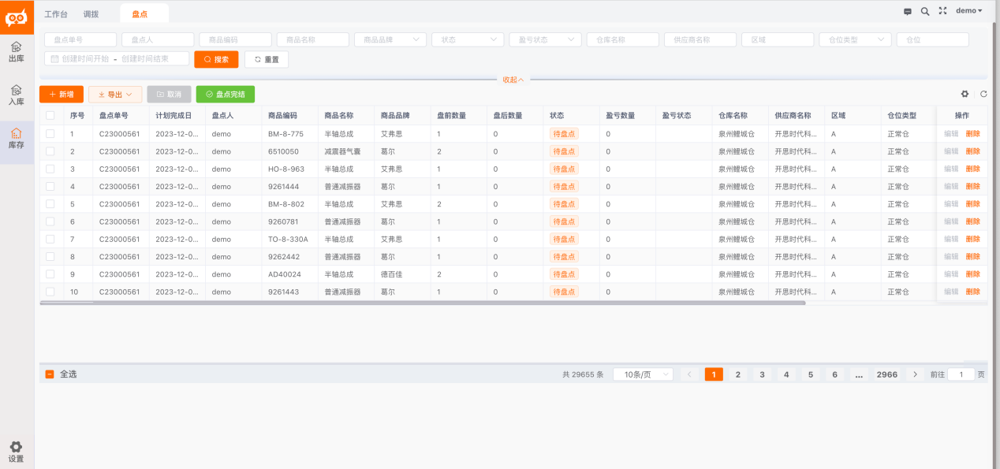 工作台 调拨 盘点 demo
盘点单号 盘点人 商品编码 商品名称 商品品牌 状态 盈亏状态 仓库名称 供应商名称 区域 仓位类型 仓位
创建时间开始 - 创建时间结束 搜索 重置
收起
新增 导出 取消 盘点完结
出库
入库
库存
设置
序号 盘点单号 计划完成日 盘点人 商品编码 商品名称 商品品牌 盘前数量 盘后数量 状态 盈亏数量 盈亏状态 仓库名称 供应商名称 区域 仓位类型 操作
1 C23000561 2023-12-0... demo BM-8-775 半轴总成 艾弗思 1 0 待盘点 0 泉州鲤城仓 开思时代科... A 正常仓 编辑 删除
2 C23000561 2023-12-0... demo 6510050 减震器气囊 葛尔 2 0 待盘点 0 泉州鲤城仓 开思时代科... A 正常仓 编辑 删除
3 C23000561 2023-12-0... demo HO-8-963 半轴总成 艾弗思 1 0 待盘点 0 泉州鲤城仓 开思时代科... A 正常仓 编辑 删除
4 C23000561 2023-12-0... demo 9261444 普通减振器 葛尔 1 0 待盘点 0 泉州鲤城仓 开思时代科... A 正常仓 编辑 删除
5 C23000561 2023-12-0... demo BM-8-802 半轴总成 艾弗思 2 0 待盘点 0 泉州鲤城仓 开思时代科... A 正常仓 编辑 删除
6 C23000561 2023-12-0... demo 9260781 普通减振器 葛尔 1 0 待盘点 0 泉州鲤城仓 开思时代科... A 正常仓 编辑 删除
7 C23000561 2023-12-0... demo TO-8-330A 半轴总成 艾弗思 1 0 待盘点 0 泉州鲤城仓 开思时代科... A 正常仓 编辑 删除
8 C23000561 2023-12-0... demo 9262442 普通减振器 葛尔 1 0 待盘点 0 泉州鲤城仓 开思时代科... A 正常仓 编辑 删除
9 C23000561 2023-12-0... demo AD40024 半轴总成 德百佳 2 0 待盘点 0 泉州鲤城仓 开思时代科... A 正常仓 编辑 删除
10 C23000561 2023-12-0... demo 9261443 普通减振器 葛尔 1 0 待盘点 0 泉州鲤城仓 开思时代科... A 正常仓 编辑 删除
全选 共 29655 条 10条/页 1 2 3 4 5 6 ... 2966 前往 1 页